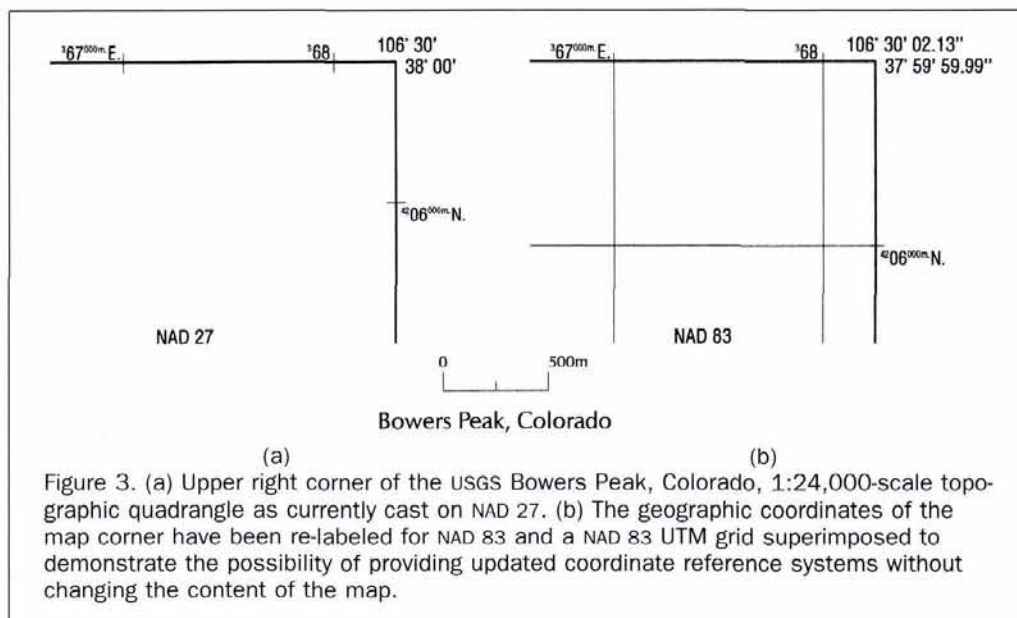 ³67⁰⁰⁰ᵐ·E.
³68
106° 30'
38° 00'
⁴²06⁰⁰⁰ᵐ·N.
NAD 27
³67⁰⁰⁰ᵐ·E.
³68
106° 30' 02.13"
37° 59' 59.99"
⁴²06⁰⁰⁰ᵐ·N.
NAD 83
0 500m
Bowers Peak, Colorado
(a) (b)
Figure 3. (a) Upper right corner of the USGS Bowers Peak, Colorado, 1:24,000-scale topo-
graphic quadrangle as currently cast on NAD 27. (b) The geographic coordinates of the
map corner have been re-labeled for NAD 83 and a NAD 83 UTM grid superimposed to
demonstrate the possibility of providing updated coordinate reference systems without
changing the content of the map.